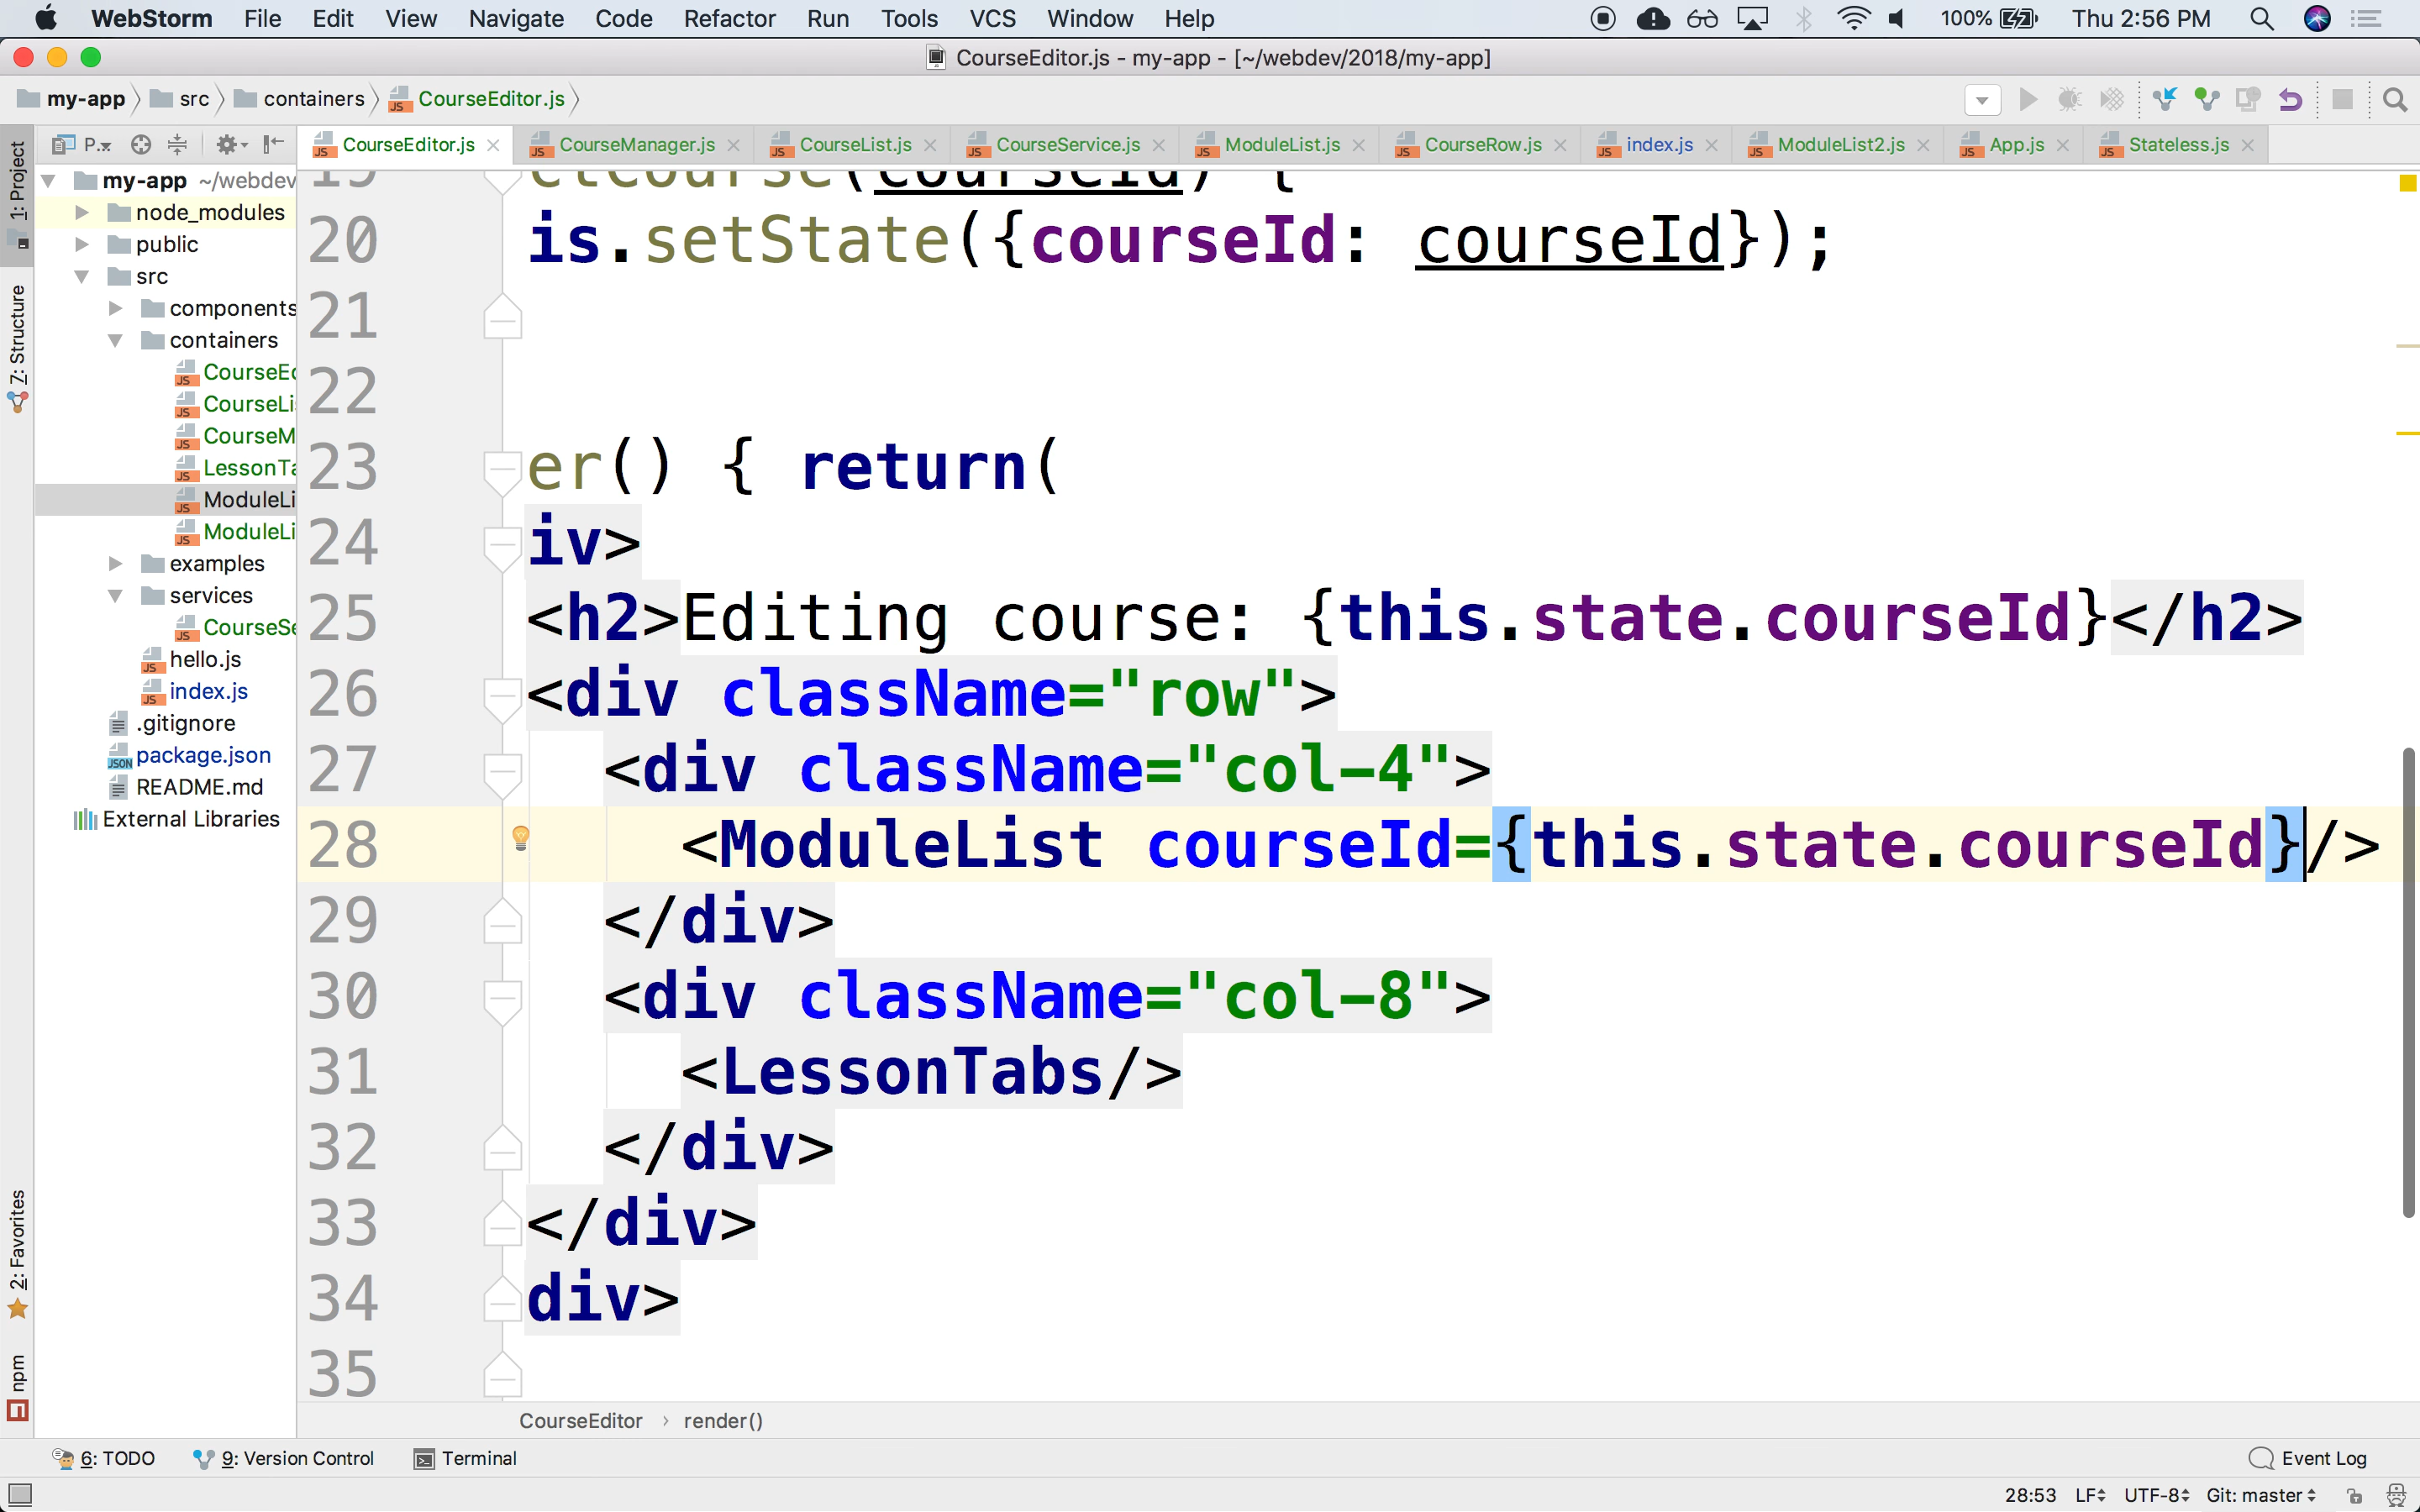 WebStorm File Edit View Navigate Code Refactor Run Tools VCS Window Help 100% Thu 2:56 PM
CourseEditor.js - my-app - [~/webdev/2018/my-app]
my-app src containers CourseEditor.js
P.. CourseEditor.js CourseManager.js CourseList.js CourseService.js ModuleList.js CourseRow.js index.js ModuleList2.js App.js Stateless.js
1: Project
7: Structure
2: Favorites
npm
my-app ~/webdev
node_modules
public
src
components
containers
CourseEd
CourseLi
CourseM
LessonTa
ModuleLi
ModuleLi
examples
services
CourseSe
hello.js
index.js
.gitignore
package.json
README.md
External Libraries
19 ctCourse(courseId) {
20 is.setState({courseId: courseId});
21
22
23 er() { return(
24 iv>
25 <h2>Editing course: {this.state.courseId}</h2>
26 <div className="row">
27 <div className="col-4">
28 <ModuleList courseId={this.state.courseId}/>
29 </div>
30 <div className="col-8">
31 <LessonTabs/>
32 </div>
33 </div>
34 div>
35
CourseEditor › render()
6: TODO 9: Version Control Terminal Event Log
28:53 LF UTF-8 Git: master